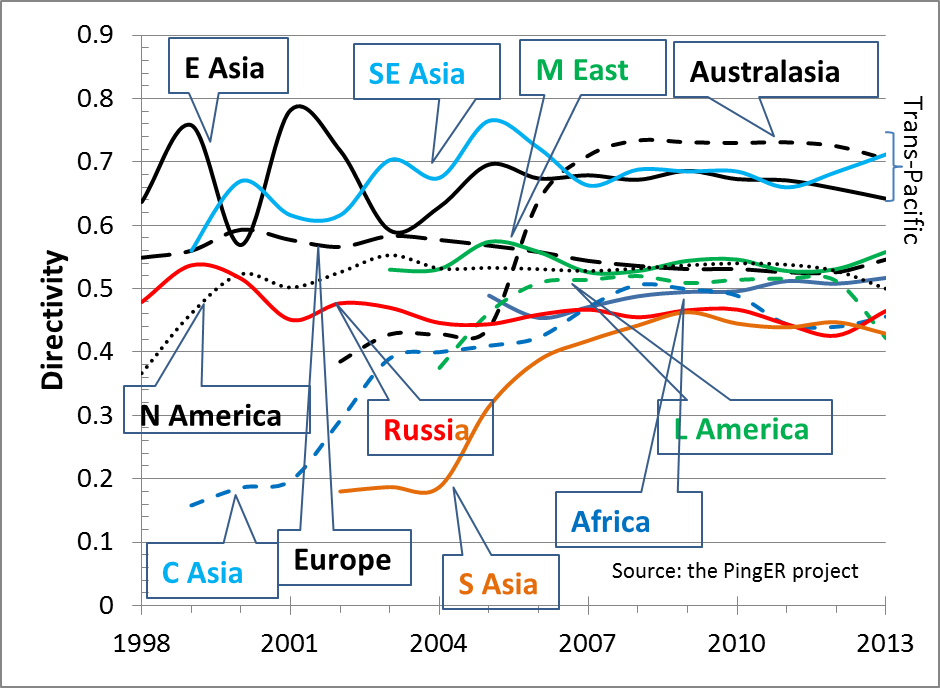 0.9
0.8
0.7
0.6
0.5
0.4
0.3
0.2
0.1
0
Directivity
1998
2001
2004
2007
2010
2013
E Asia
SE Asia
M East
Australasia
Trans-Pacific
N America
Russia
L America
C Asia
Europe
S Asia
Africa
Source: the PingER project